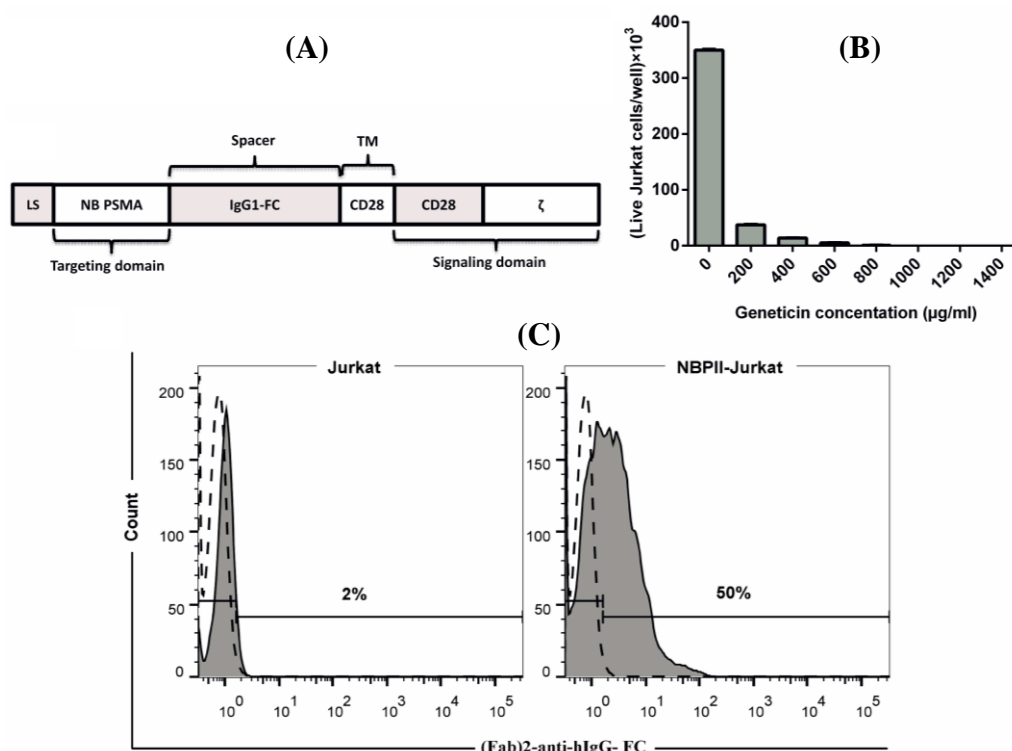 (A)
Spacer
TM
LS NB PSMA IgG1-FC CD28 CD28 ζ
Targeting domain
Signaling domain
(B)
(Live Jurkat cells/well)×10³
400
300
200
100
0
0 200 400 600 800 1000 1200 1400
Geneticin concentation (µg/ml)
(C)
Count
Jurkat
200
150
100
50
0
2%
10⁰ 10¹ 10² 10³ 10⁴ 10⁵
NBPII-Jurkat
200
150
100
50
0
50%
10⁰ 10¹ 10² 10³ 10⁴ 10⁵
(Fab)2-anti-hIgG- FC